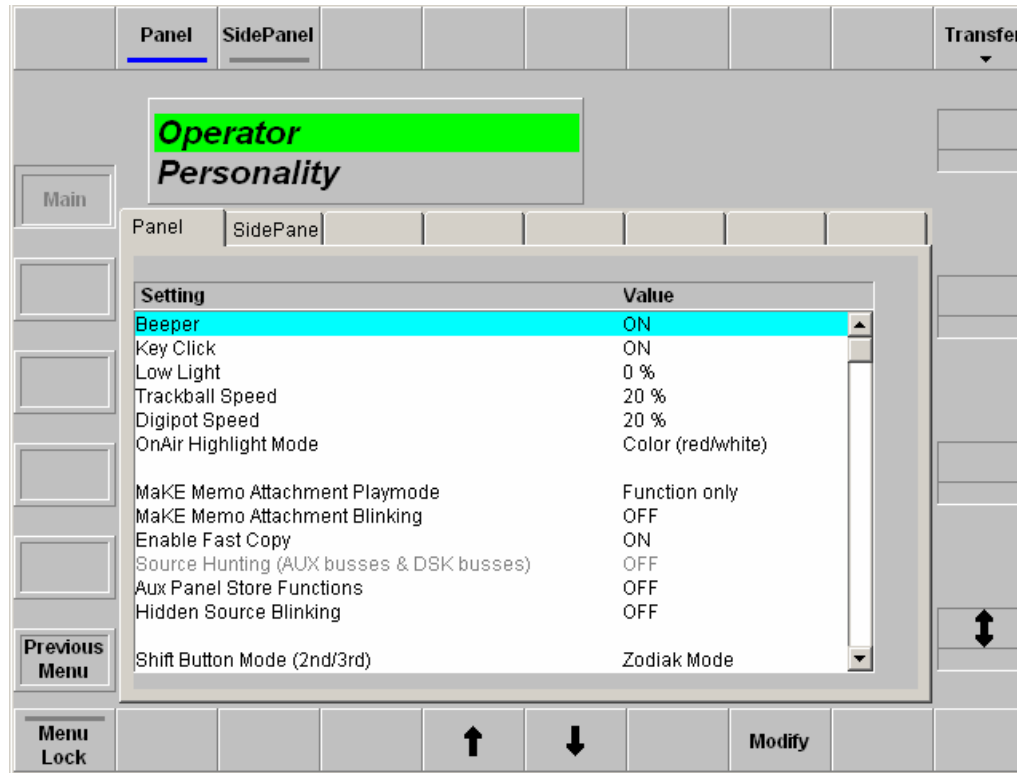 Panel SidePanel Transfer
Operator
Personality
Main
Panel SidePane
Setting Value
Beeper ON
Key Click ON
Low Light 0 %
Trackball Speed 20 %
Digipot Speed 20 %
OnAir Highlight Mode Color (red/white)
MaKE Memo Attachment Playmode Function only
MaKE Memo Attachment Blinking OFF
Enable Fast Copy ON
Source Hunting (AUX busses & DSK busses) OFF
Aux Panel Store Functions OFF
Hidden Source Blinking OFF
Shift Button Mode (2nd/3rd) Zodiak Mode
Previous
Menu
Menu
Lock
Modify